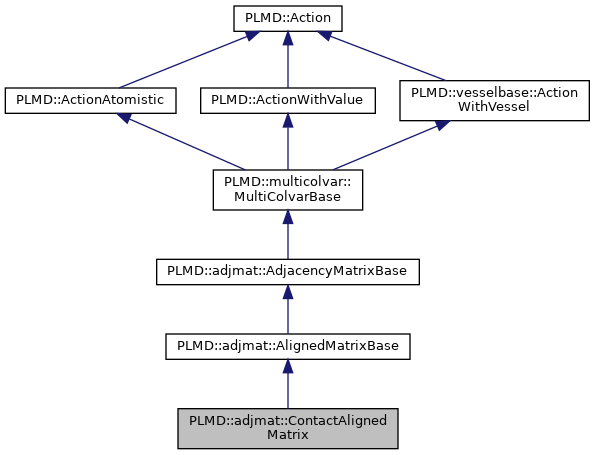 PLMD::Action
PLMD::ActionAtomistic
PLMD::ActionWithValue
PLMD::vesselbase::Action
WithVessel
PLMD::multicolvar::
MultiColvarBase
PLMD::adjmat::AdjacencyMatrixBase
PLMD::adjmat::AlignedMatrixBase
PLMD::adjmat::ContactAligned
Matrix